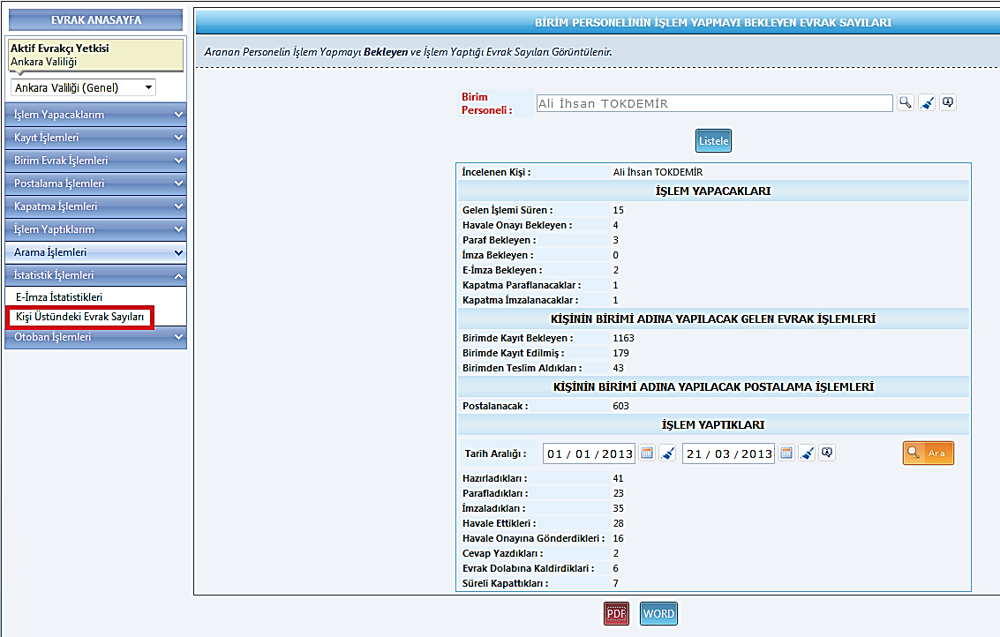 EVRAK ANASAYFA
Aktif Evrakçı Yetkisi
Ankara Valiliği
Ankara Valiliği (Genel)
İşlem Yapacaklarım
Kayıt İşlemleri
Birim Evrak İşlemleri
Postalama İşlemleri
Kapatma İşlemleri
İşlem Yaptıklarım
Arama İşlemleri
İstatistik İşlemleri
E-İmza İstatistikleri
Kişi Üstündeki Evrak Sayıları
Otoban İşlemleri
BİRİM PERSONELİNİN İŞLEM YAPMAYI BEKLEYEN EVRAK SAYILARI
Aranan Personelin İşlem Yapmayı Bekleyen ve İşlem Yaptığı Evrak Sayıları Görüntülenir.
Birim
Personeli : Ali İhsan TOKDEMİR
Listele
İncelenen Kişi : Ali İhsan TOKDEMİR
İŞLEM YAPACAKLARI
Gelen İşlemi Süren : 15
Havale Onayı Bekleyen : 4
Paraf Bekleyen : 3
İmza Bekleyen : 0
E-İmza Bekleyen : 2
Kapatma Paraflanacaklar : 1
Kapatma İmzalanacaklar : 1
KİŞİNİN BİRİMİ ADINA YAPILACAK GELEN EVRAK İŞLEMLERİ
Birimde Kayıt Bekleyen : 1163
Birimde Kayıt Edilmiş : 179
Birimden Teslim Aldıkları : 43
KİŞİNİN BİRİMİ ADINA YAPILACAK POSTALAMA İŞLEMLERİ
Postalanacak : 603
İŞLEM YAPTIKLARI
Tarih Aralığı : 01 / 01 / 2013 21 / 03 / 2013 Ara
Hazırladıkları : 41
Parafladıkları : 23
İmzaladıkları : 35
Havale Ettikleri : 28
Havale Onayına Gönderdikleri : 16
Cevap Yazdıkları : 2
Evrak Dolabına Kaldirdiklari : 6
Süreli Kapattıkları : 7
PDF WORD